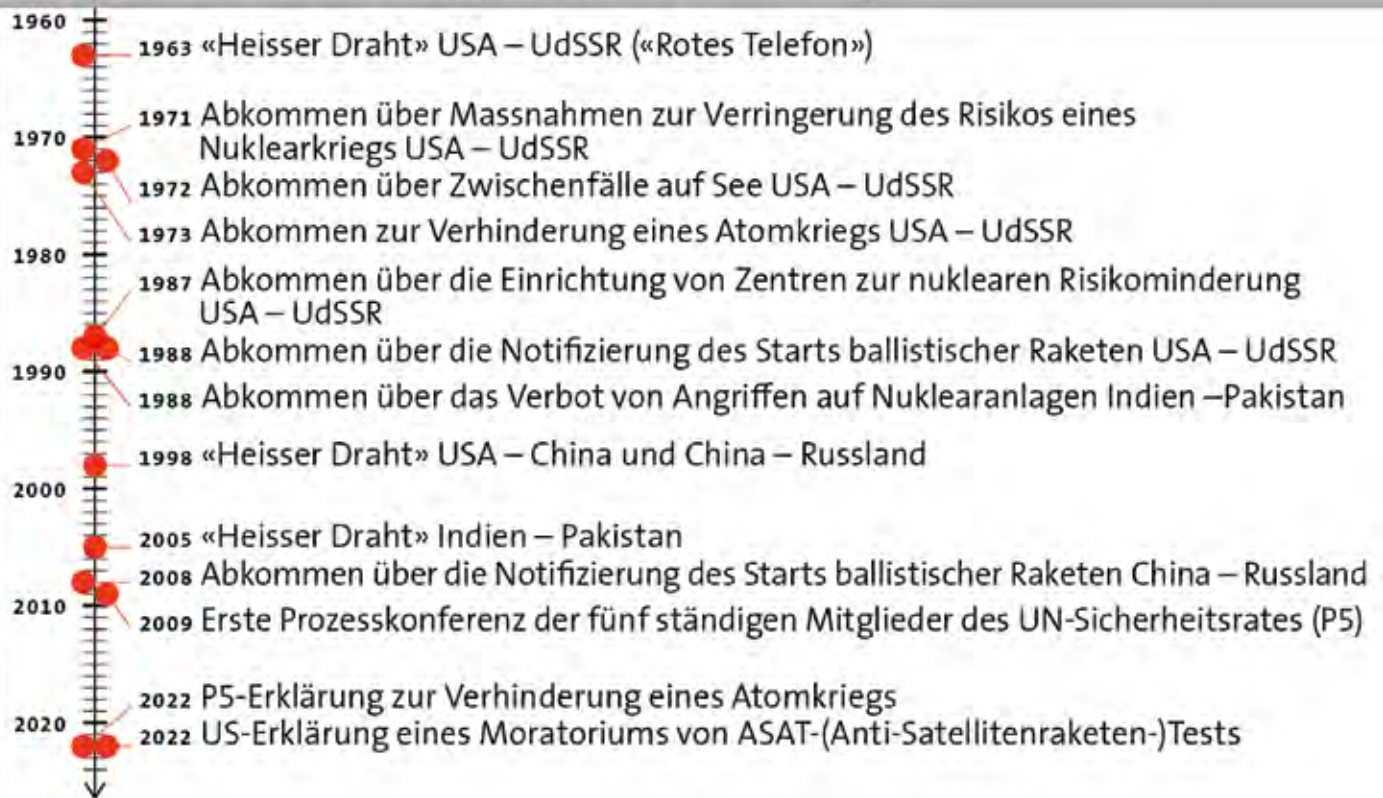 1960
1963 «Heisser Draht» USA – UdSSR («Rotes Telefon»)
1971 Abkommen über Massnahmen zur Verringerung des Risikos eines
1970
Nuklearkriegs USA – UdSSR
1972 Abkommen über Zwischenfälle auf See USA – UdSSR
1973 Abkommen zur Verhinderung eines Atomkriegs USA – UdSSR
1980
1987 Abkommen über die Einrichtung von Zentren zur nuklearen Risikominderung
USA – UdSSR
1988 Abkommen über die Notifizierung des Starts ballistischer Raketen USA – UdSSR
1990
1988 Abkommen über das Verbot von Angriffen auf Nuklearanlagen Indien –Pakistan
1998 «Heisser Draht» USA – China und China – Russland
2000
2005 «Heisser Draht» Indien – Pakistan
2008 Abkommen über die Notifizierung des Starts ballistischer Raketen China – Russland
2010
2009 Erste Prozesskonferenz der fünf ständigen Mitglieder des UN-Sicherheitsrates (P5)
2022 P5-Erklärung zur Verhinderung eines Atomkriegs
2020
2022 US-Erklärung eines Moratoriums von ASAT-(Anti-Satellitenraketen-)Tests